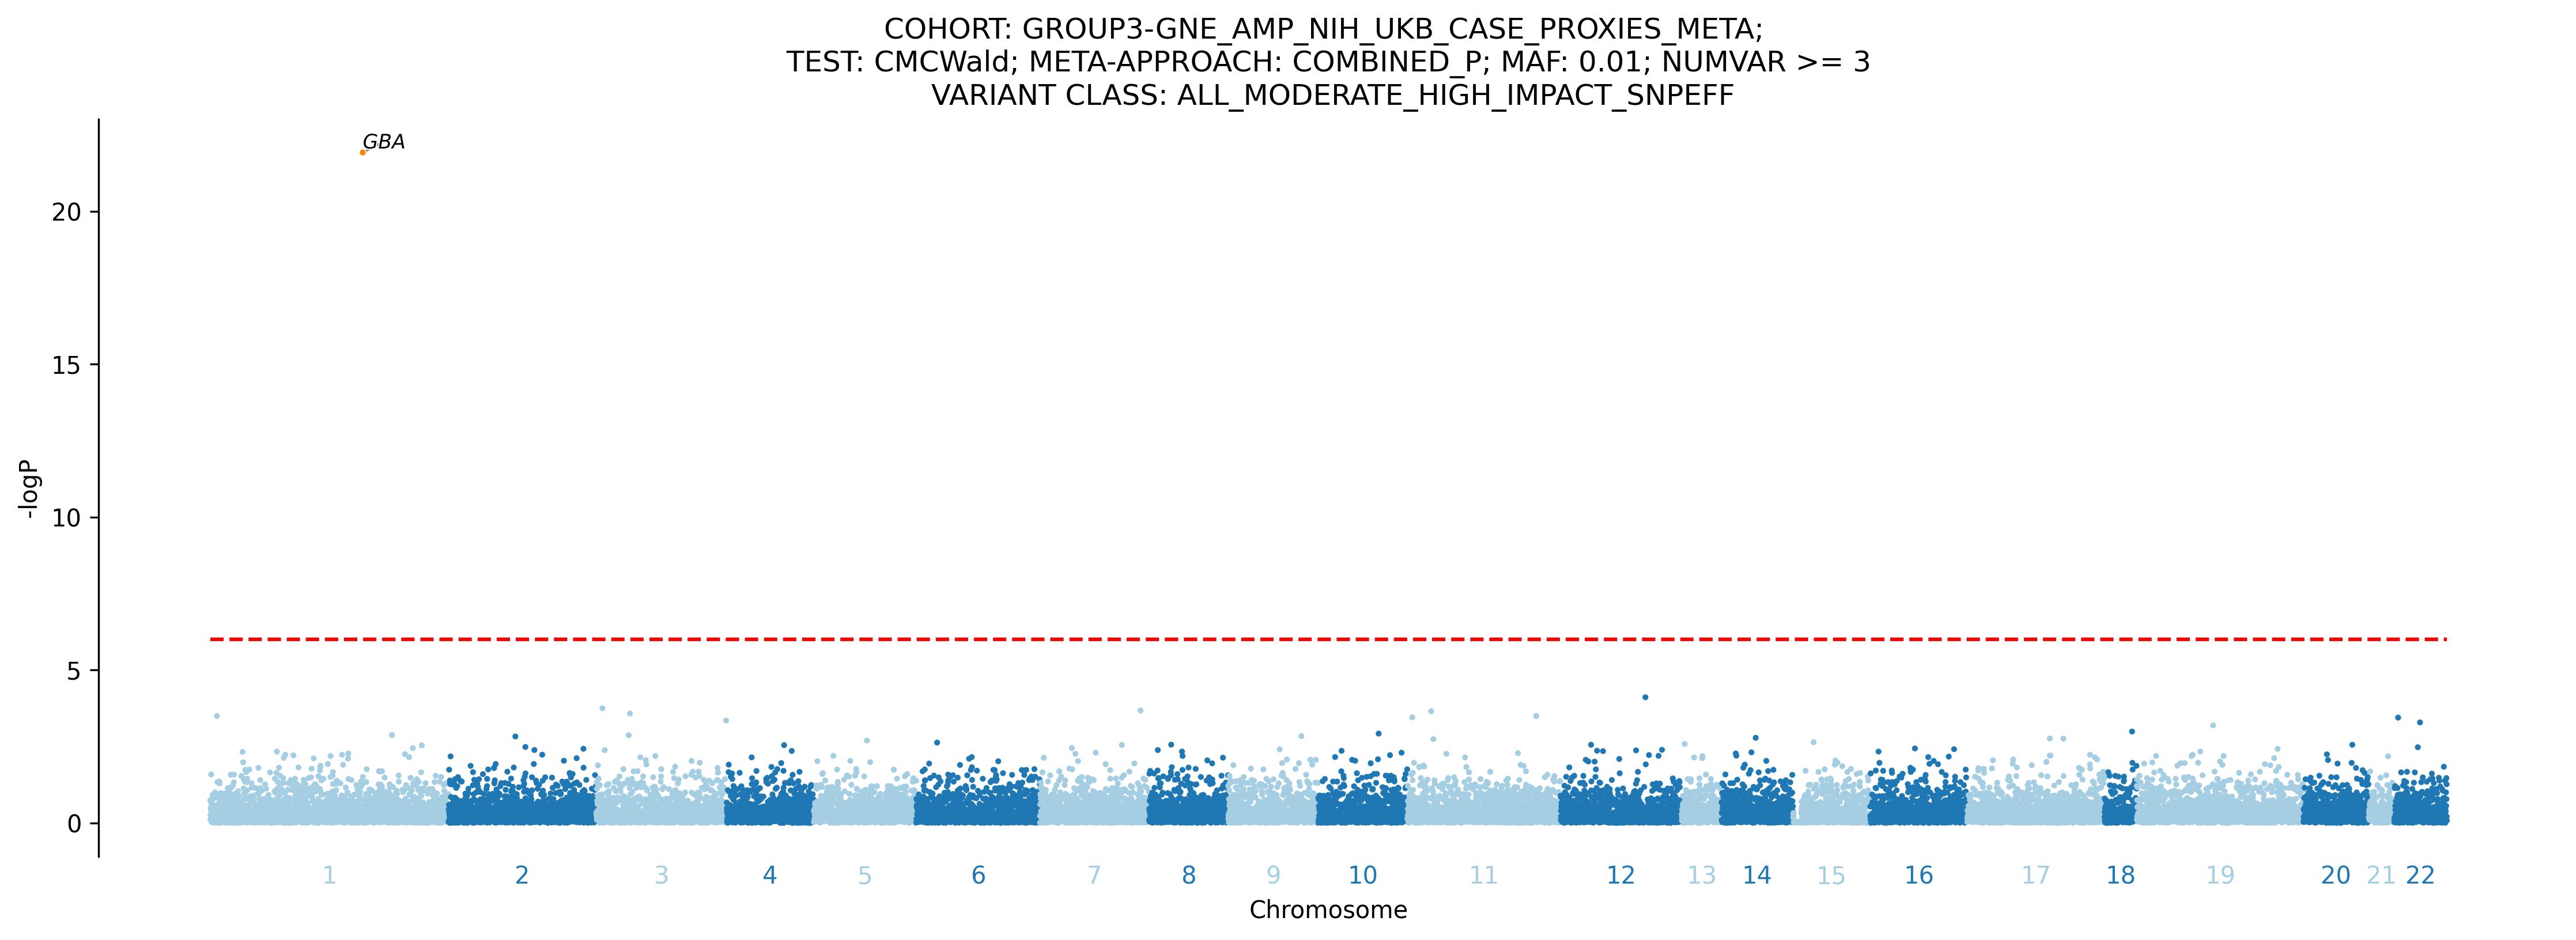 COHORT: GROUP3-GNE_AMP_NIH_UKB_CASE_PROXIES_META;
TEST: CMCWald; META-APPROACH: COMBINED_P; MAF: 0.01; NUMVAR >= 3
VARIANT CLASS: ALL_MODERATE_HIGH_IMPACT_SNPEFF
GBA
20
15
10
5
0
-logP
1 2 3 4 5 6 7 8 9 10 11 12 13 14 15 16 17 18 19 20 21 22
Chromosome